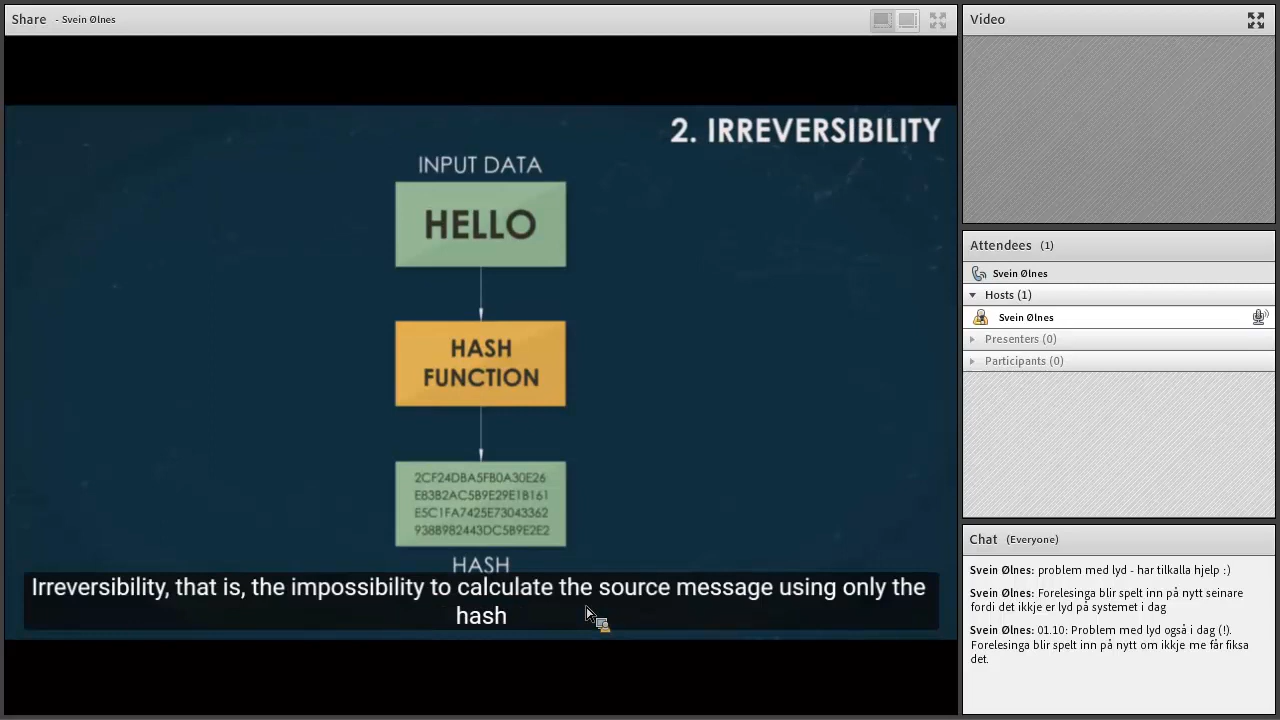 Share - Svein Ølnes
2. IRREVERSIBILITY
INPUT DATA
HELLO
HASH
FUNCTION
2CF24DBA5FB0A30E26
E83B2AC5B9E29E1B161
E5C1FA7425E73043362
938B982443DC5B9E2E2
HASH
Irreversibility, that is, the impossibility to calculate the source message using only the
hash
Video
Attendees (1)
Svein Ølnes
Hosts (1)
Svein Ølnes
Presenters (0)
Participants (0)
Chat (Everyone)
Svein Ølnes: problem med lyd - har tilkalla hjelp :)
Svein Ølnes: Forelesinga blir spelt inn på nytt seinare
fordi det ikkje er lyd på systemet i dag
Svein Ølnes: 01.10: Problem med lyd også i dag (!).
Forelesinga blir spelt inn på nytt om ikkje me får fiksa
det.